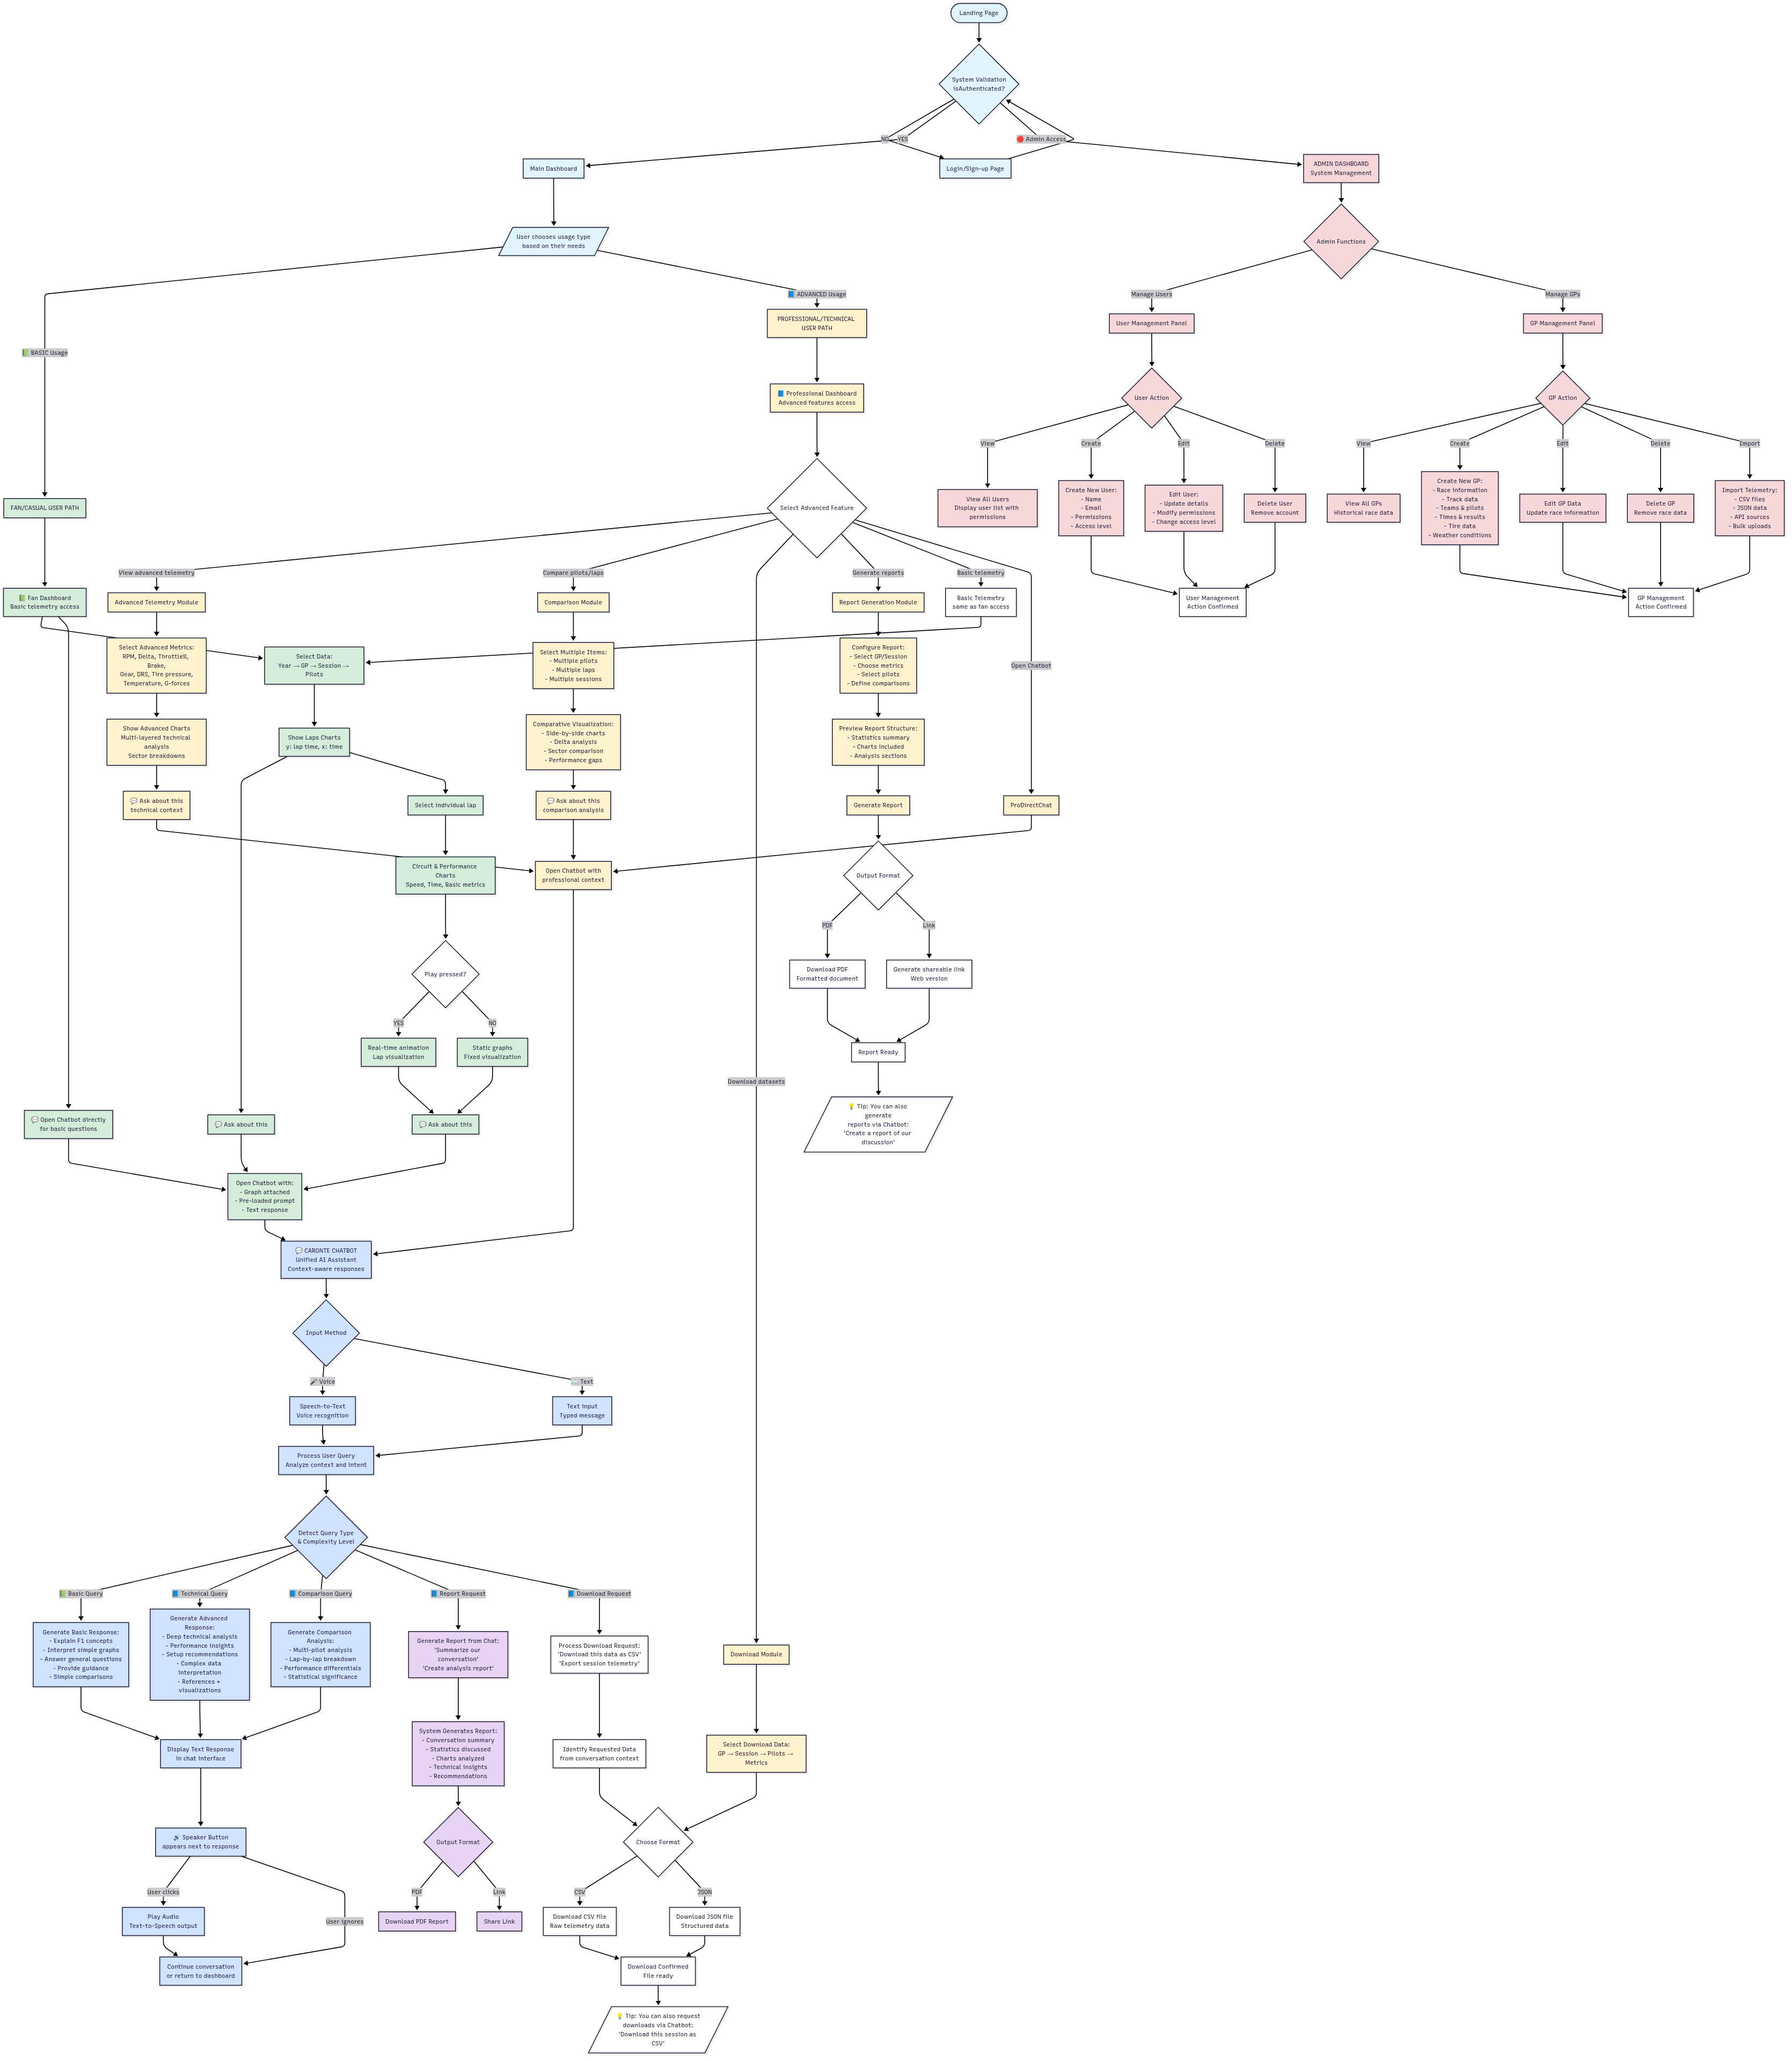 Landing Page
System Validation
isAuthenticated?
NO
YES
🔴 Admin Access
Main Dashboard
Login/Sign-up Page
ADMIN DASHBOARD
System Management
User chooses usage type
based on their needs
Admin Functions
📘 ADVANCED Usage
Manage Users
Manage GPs
PROFESSIONAL/TECHNICAL
USER PATH
User Management Panel
GP Management Panel
📗 BASIC Usage
📘 Professional Dashboard
Advanced features access
User Action
GP Action
View
Create
Edit
Delete
View
Create
Edit
Delete
Import
FAN/CASUAL USER PATH
Select Advanced Feature
View All Users
Display user list with
permissions
Create New User:
- Name
- Email
- Permissions
- Access level
Edit User:
- Update details
- Modify permissions
- Change access level
Delete User
Remove account
View All GPs
Historical race data
Create New GP:
- Race information
- Track data
- Teams & pilots
- Times & results
- Tire data
- Weather conditions
Edit GP Data
Update race information
Delete GP
Remove race data
Import Telemetry:
- CSV files
- JSON data
- API sources
- Bulk uploads
View advanced telemetry
Compare pilots/laps
Generate reports
Basic telemetry
📗 Fan Dashboard
Basic telemetry access
Advanced Telemetry Module
Comparison Module
Report Generation Module
Basic Telemetry
same as fan access
User Management
Action Confirmed
GP Management
Action Confirmed
Select Advanced Metrics:
RPM, Delta, Throttle%,
Brake,
Gear, DRS, Tire pressure,
Temperature, G-forces
Select Data:
Year → GP → Session →
Pilots
Select Multiple Items:
- Multiple pilots
- Multiple laps
- Multiple sessions
Configure Report:
- Select GP/Session
- Choose metrics
- Select pilots
- Define comparisons
Open Chatbot
Show Advanced Charts
Multi-layered technical
analysis
Sector breakdowns
Show Laps Charts
y: lap time, x: time
Comparative Visualization:
- Side-by-side charts
- Delta analysis
- Sector comparison
- Performance gaps
Preview Report Structure:
- Statistics summary
- Charts included
- Analysis sections
💬 Ask about this
technical context
Select individual lap
💬 Ask about this
comparison analysis
Generate Report
ProDirectChat
Circuit & Performance
Charts
Speed, Time, Basic metrics
Open Chatbot with
professional context
Output Format
PDF
Link
Play pressed?
Download PDF
Formatted document
Generate shareable link
Web version
YES
NO
Real-time animation
Lap visualization
Static graphs
Fixed visualization
Report Ready
Download datasets
💬 Open Chatbot directly
for basic questions
💬 Ask about this
💬 Ask about this
💡 Tip: You can also
generate
reports via Chatbot:
'Create a report of our
discussion'
Open Chatbot with:
- Graph attached
- Pre-loaded prompt
- Text response
💬 CARONTE CHATBOT
Unified AI Assistant
Context-aware responses
Input Method
🎤 Voice
Text
Speech-to-Text
Voice recognition
Text input
Typed message
Process User Query
Analyze context and intent
Detect Query Type
& Complexity Level
📗 Basic Query
📘 Technical Query
📘 Comparison Query
📘 Report Request
📘 Download Request
Generate Basic Response:
- Explain F1 concepts
- Interpret simple graphs
- Answer general questions
- Provide guidance
- Simple comparisons
Generate Advanced
Response:
- Deep technical analysis
- Performance insights
- Setup recommendations
- Complex data
interpretation
- References +
visualizations
Generate Comparison
Analysis:
- Multi-pilot analysis
- Lap-by-lap breakdown
- Performance differentials
- Statistical significance
Generate Report from Chat:
'Summarize our
conversation'
'Create analysis report'
Process Download Request:
'Download this data as CSV'
'Export session telemetry'
Download Module
Display Text Response
in chat interface
System Generates Report:
- Conversation summary
- Statistics discussed
- Charts analyzed
- Technical insights
- Recommendations
Identify Requested Data
from conversation context
Select Download Data:
GP → Session → Pilots →
Metrics
🔊 Speaker Button
appears next to response
Output Format
Choose Format
User clicks
PDF
Link
CSV
JSON
Play Audio
Text-to-Speech output
User ignores
Download PDF Report
Share Link
Download CSV file
Raw telemetry data
Download JSON file
Structured data
Continue conversation
or return to dashboard
Download Confirmed
File ready
💡 Tip: You can also request
downloads via Chatbot:
'Download this session as
CSV'